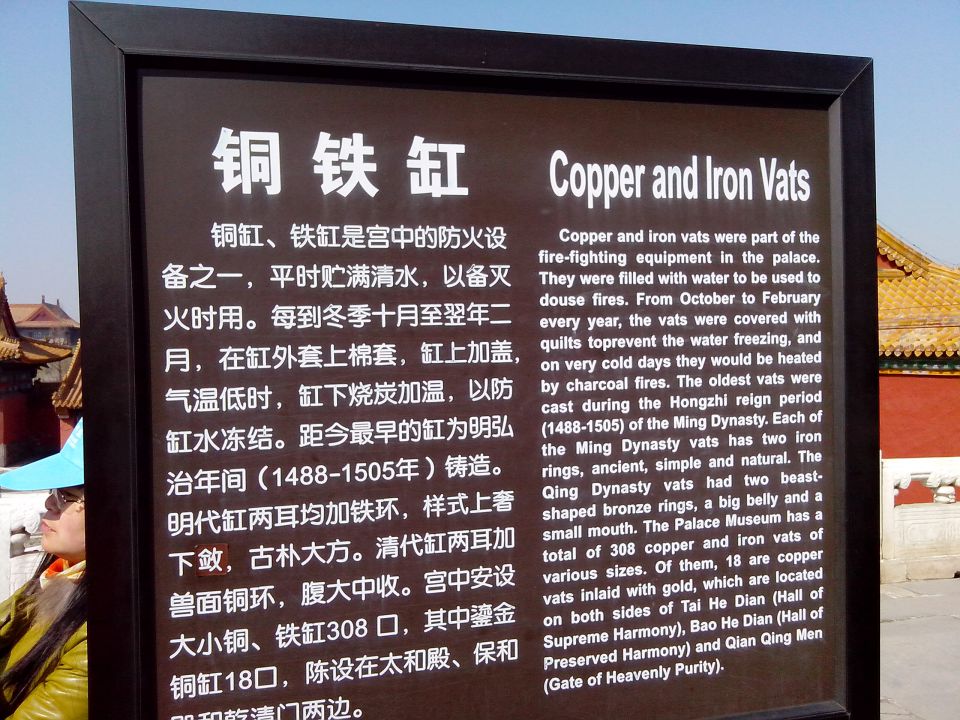 铜铁缸
铜缸、铁缸是宫中的防火设
备之一，平时贮满清水，以备灭
火时用。每到冬季十月至翌年二
月，在缸外套上棉套，缸上加盖，
气温低时，缸下烧炭加温，以防
缸水冻结。距今最早的缸为明弘
治年间（1488-1505年）铸造。
明代缸两耳均加铁环，样式上奢
下敛，古朴大方。清代缸两耳加
兽面铜环，腹大中收。宫中安设
大小铜、铁缸308口，其中鎏金
铜缸18口，陈设在太和殿、保和
殿和乾清门两边。
Copper and Iron Vats
Copper and iron vats were part of the
fire-fighting equipment in the palace.
They were filled with water to be used to
douse fires. From October to February
every year, the vats were covered with
quilts toprevent the water freezing, and
on very cold days they would be heated
by charcoal fires. The oldest vats were
cast during the Hongzhi reign period
(1488-1505) of the Ming Dynasty. Each of
the Ming Dynasty vats has two iron
rings, ancient, simple and natural. The
Qing Dynasty vats had two beast-
shaped bronze rings, a big belly and a
small mouth. The Palace Museum has a
total of 308 copper and iron vats of
various sizes. Of them, 18 are copper
vats inlaid with gold, which are located
on both sides of Tai He Dian (Hall of
Supreme Harmony), Bao He Dian (Hall of
Preserved Harmony) and Qian Qing Men
(Gate of Heavenly Purity).